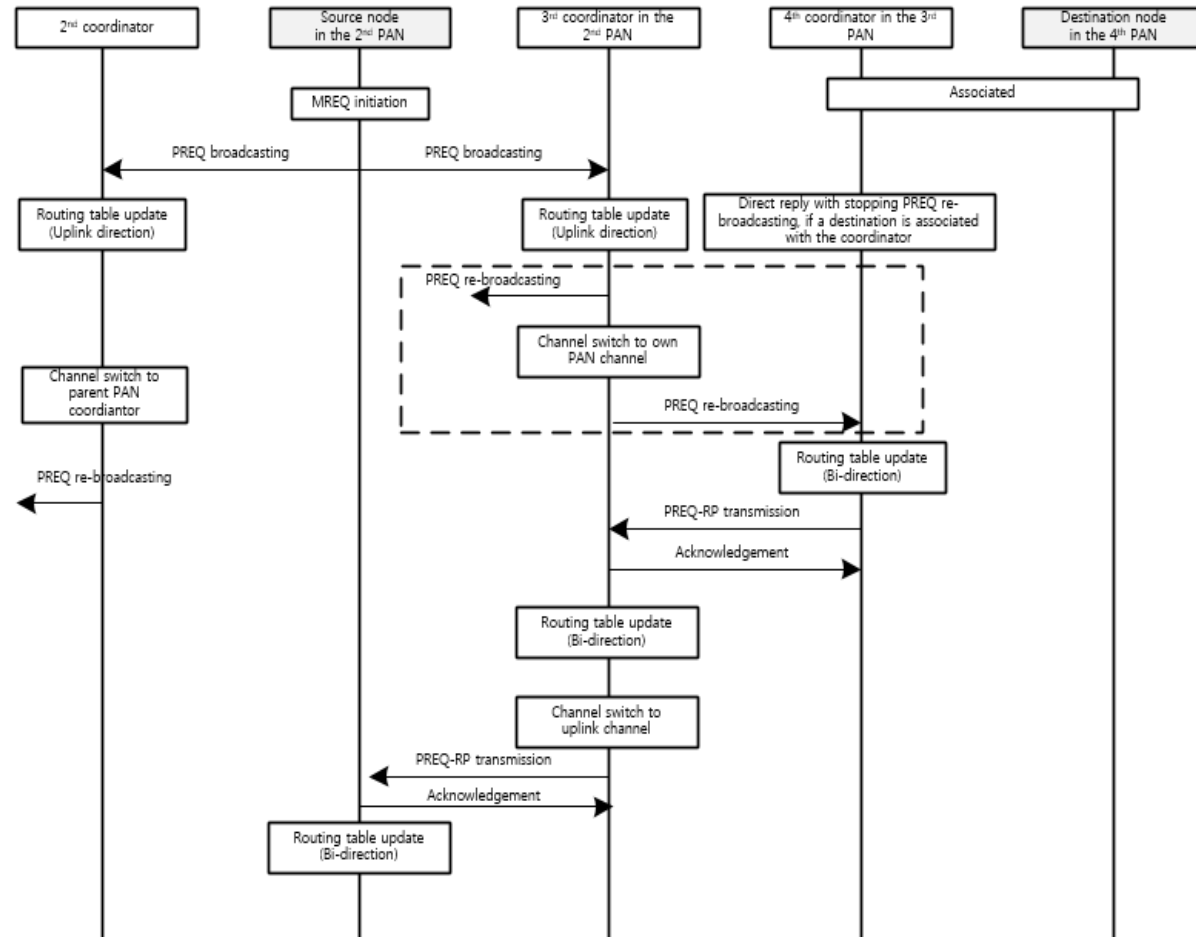 2nd coordinator
Source node
in the 2nd PAN
3rd coordinator in the
2nd PAN
4th coordinator in the 3rd
PAN
Destination node
in the 4th PAN
MREQ initiation
Associated
PREQ broadcasting
PREQ broadcasting
Routing table update
(Uplink direction)
Routing table update
(Uplink direction)
Direct reply with stopping PREQ re-
broadcasting, if a destination is associated
with the coordinator
PREQ re-broadcasting
Channel switch to own
PAN channel
Channel switch to
parent PAN
coordiantor
PREQ re-broadcasting
Routing table update
(Bi-direction)
PREQ re-broadcasting
PREQ-RP transmission
Acknowledgement
Routing table update
(Bi-direction)
Channel switch to
uplink channel
PREQ-RP transmission
Acknowledgement
Routing table update
(Bi-direction)